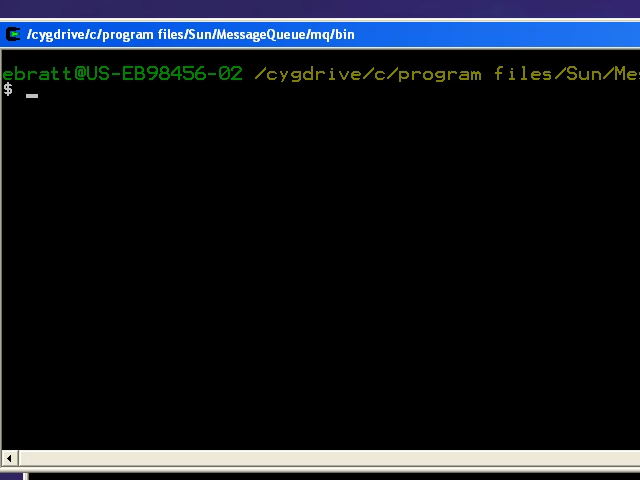 /cygdrive/c/program files/Sun/MessageQueue/mq/bin
ebratt@US-EB98456-02 /cygdrive/c/program files/Sun/Mes
$